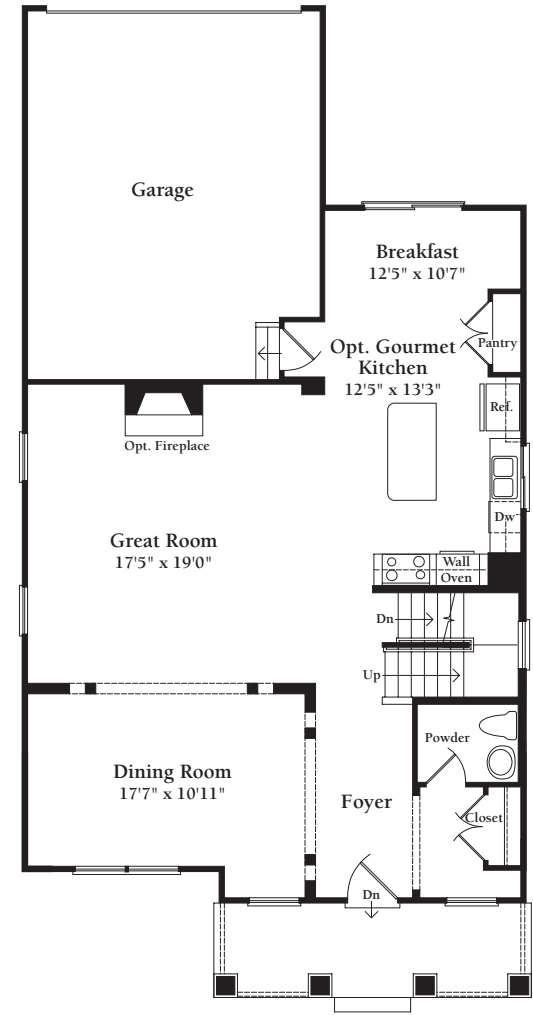 Garage
Breakfast
12'5" x 10'7"
Pantry
Opt. Gourmet
Kitchen
12'5" x 13'3"
Ref.
Opt. Fireplace
Dw
Great Room
17'5" x 19'0"
Wall
Oven
Dn
Up
Powder
Dining Room
17'7" x 10'11"
Foyer
Closet
Dn